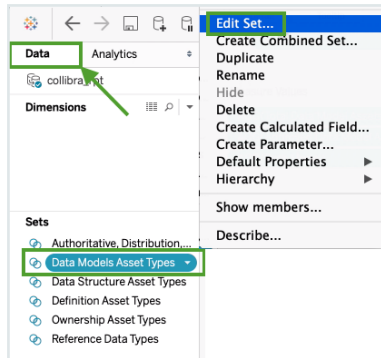 Data
Analytics
Dimensions
Sets
Authoritative, Distribution,...
Data Models Asset Types
Data Structure Asset Types
Definition Asset Types
Ownership Asset Types
Reference Data Types
Edit Set...
Create Combined Set...
Duplicate
Rename
Hide
Delete
Create Calculated Field...
Create Parameter...
Default Properties
Hierarchy
Show members...
Describe...